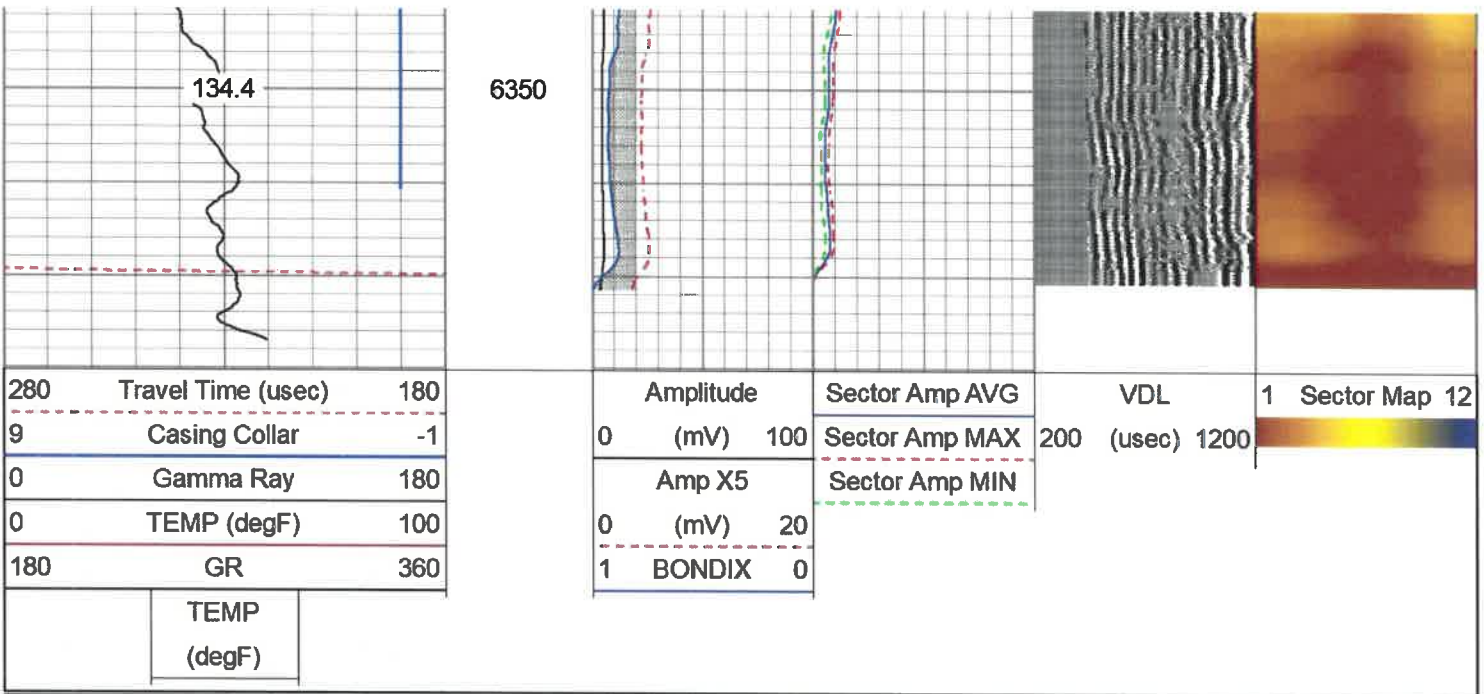 134.4
6350
280 Travel Time (usec) 180
9 Casing Collar -1
0 Gamma Ray 180
0 TEMP (degF) 100
180 GR 360
TEMP
(degF)
Amplitude
0 (mV) 100
Amp X5
0 (mV) 20
1 BONDIX 0
Sector Amp AVG
Sector Amp MAX
Sector Amp MIN
VDL
200 (usec) 1200
1 Sector Map 12